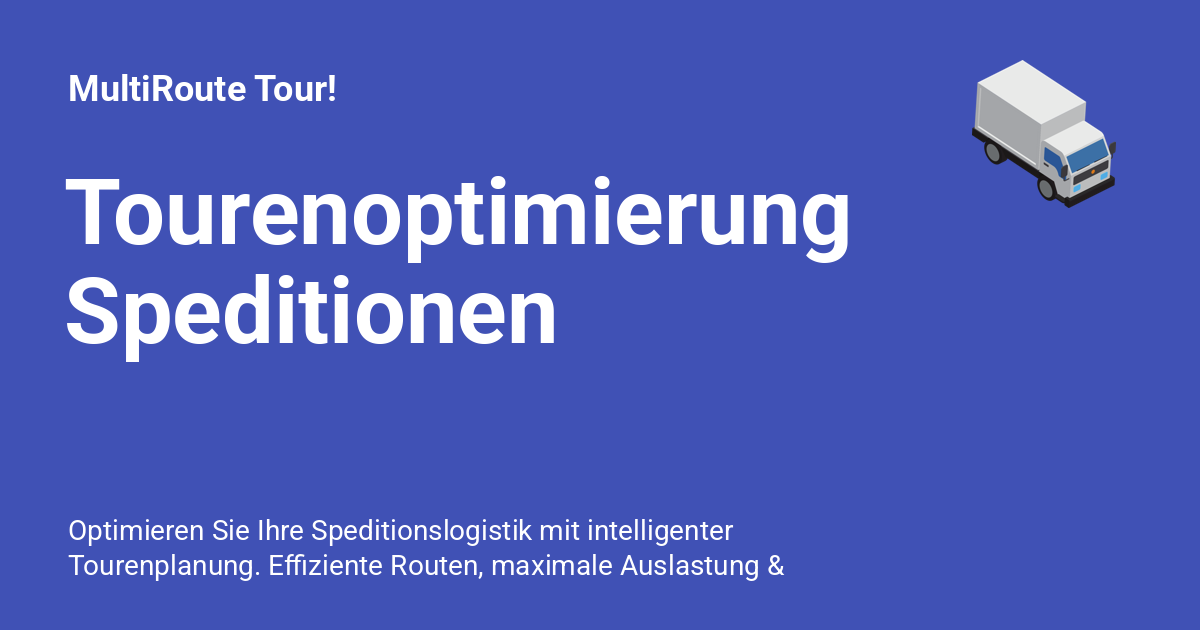 MultiRoute Tour!
Tourenoptimierung
Speditionen
Optimieren Sie Ihre Speditionslogistik mit intelligenter
Tourenplanung. Effiziente Routen, maximale Auslastung &